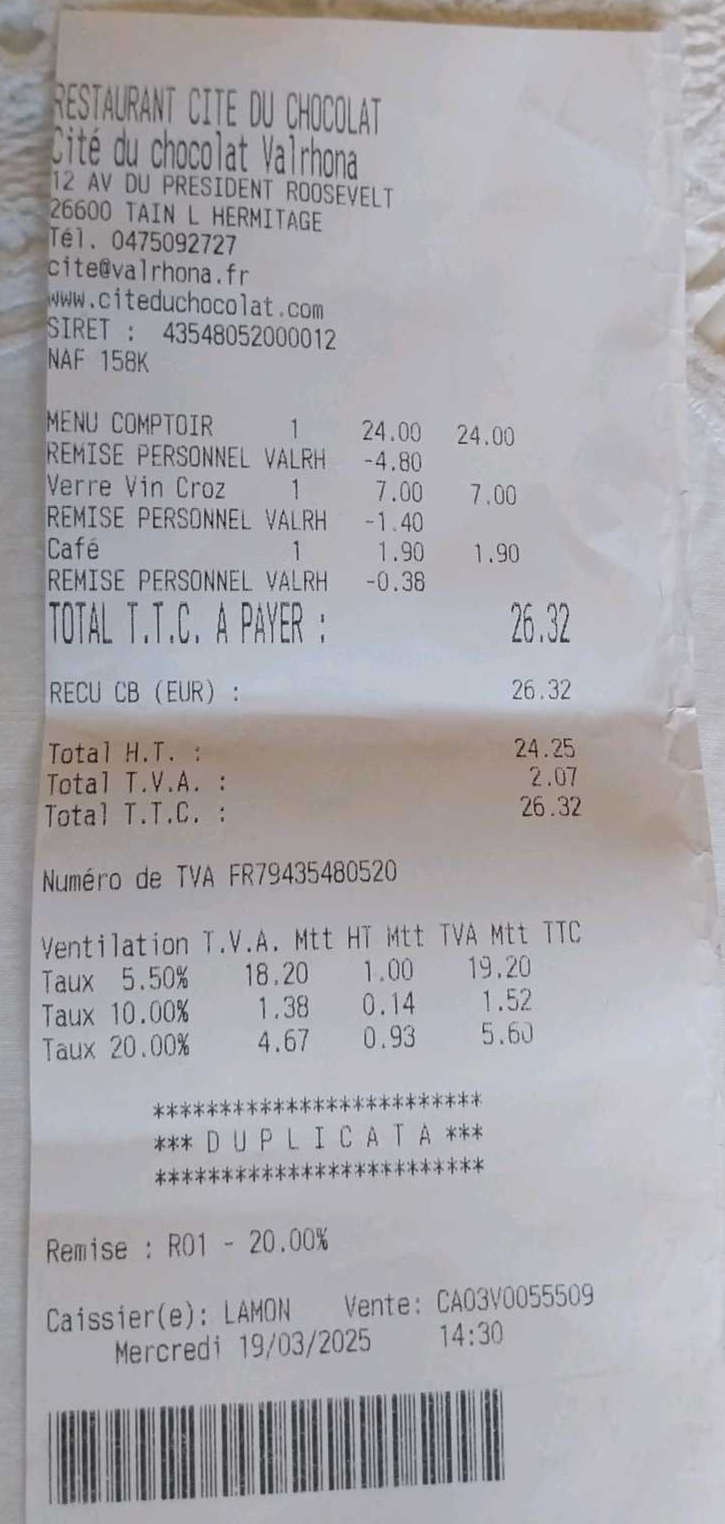 RESTAURANT CITE DU CHOCOLAT
Cité du chocolat Valrhona
12 AV DU PRESIDENT ROOSEVELT
26600 TAIN L HERMITAGE
Tél. 0475092727
cite@valrhona.fr
www.citeduchocolat.com
SIRET : 43548052000012
NAF 158K
MENU COMPTOIR 1 24.00 24.00
REMISE PERSONNEL VALRH -4.80
Verre Vin Croz 1 7.00 7.00
REMISE PERSONNEL VALRH -1.40
Café 1 1.90 1.90
REMISE PERSONNEL VALRH -0.38
TOTAL T.T.C. A PAYER : 26.32
RECU CB (EUR) : 26.32
Total H.T. : 24.25
Total T.V.A. : 2.07
Total T.T.C. : 26.32
Numéro de TVA FR79435480520
Ventilation T.V.A. Mtt HT Mtt TVA Mtt TTC
Taux 5.50% 18.20 1.00 19.20
Taux 10.00% 1.38 0.14 1.52
Taux 20.00% 4.67 0.93 5.60
*************************
*** D U P L I C A T A ***
*************************
Remise : R01 - 20.00%
Caissier(e): LAMON Vente: CA03V0055509
Mercredi 19/03/2025 14:30